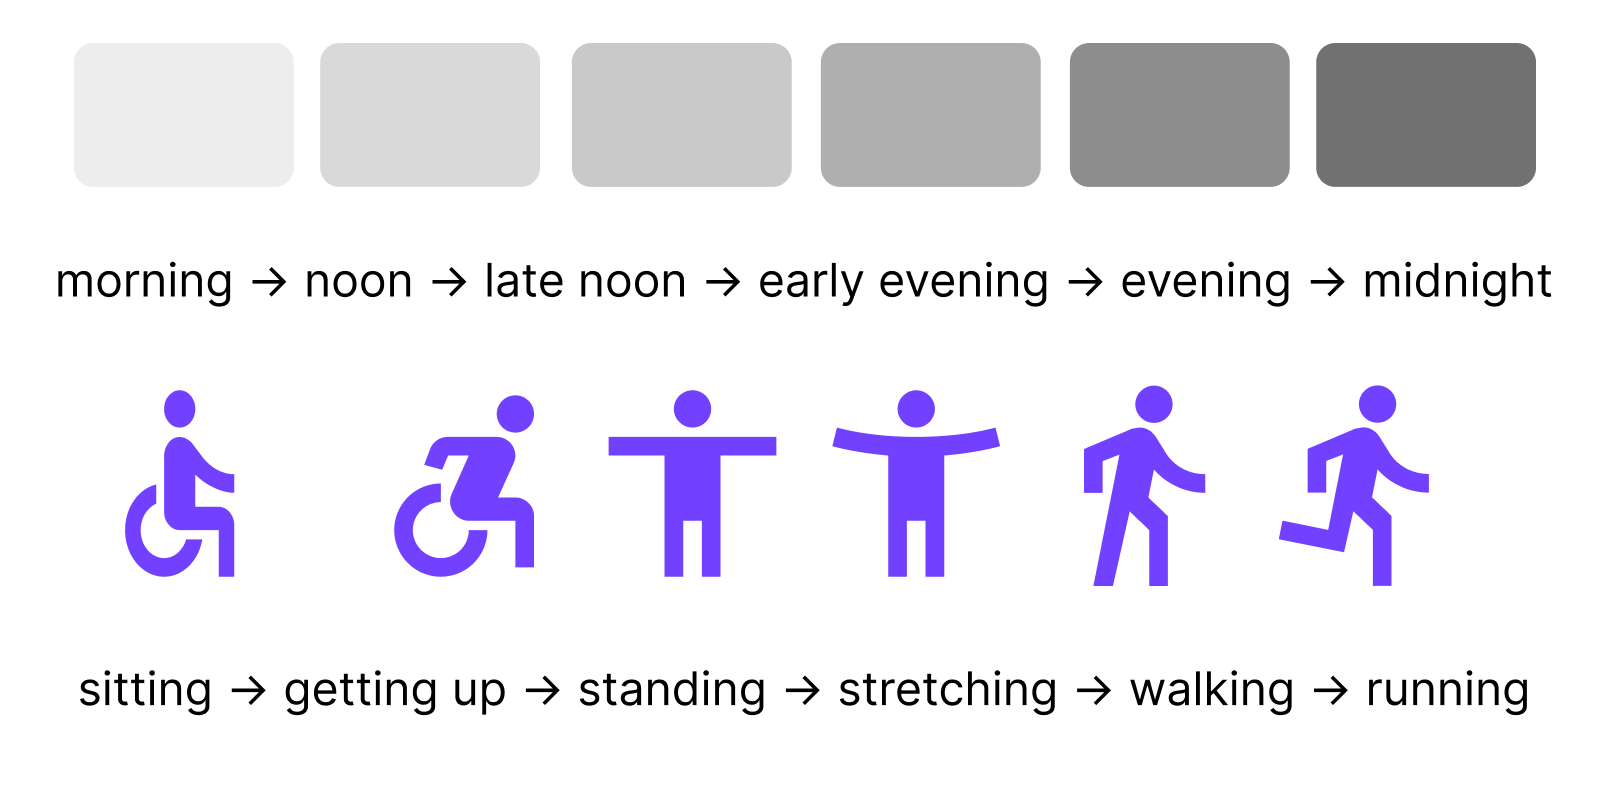 morning → noon → late noon → early evening → evening → midnight
sitting → getting up → standing → stretching → walking → running